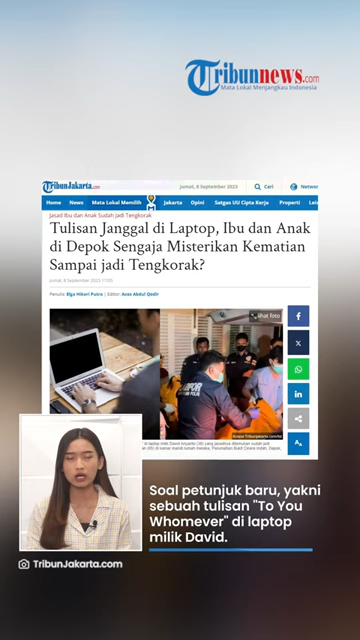 Tribunnews.com
Mata Lokal Menjangkau Indonesia
TribunJakarta.com
Jumat, 8 September 2023
Cari
Network
Home News Mata Lokal Memilih Jakarta Opini Satgas UU Cipta Kerja Properti
Jasad Ibu dan Anak Sudah Jadi Tengkorak
Tulisan Janggal di Laptop, Ibu dan Anak
di Depok Sengaja Misterikan Kematian
Sampai jadi Tengkorak?
Jumat, 8 September 2023 11:05
Penulis: Elga Hikari Putra | Editor: Acos Abdul Qodir
lihat foto
Soal petunjuk baru, yakni
sebuah tulisan "To You
Whomever" di laptop
milik David.
TribunJakarta.com